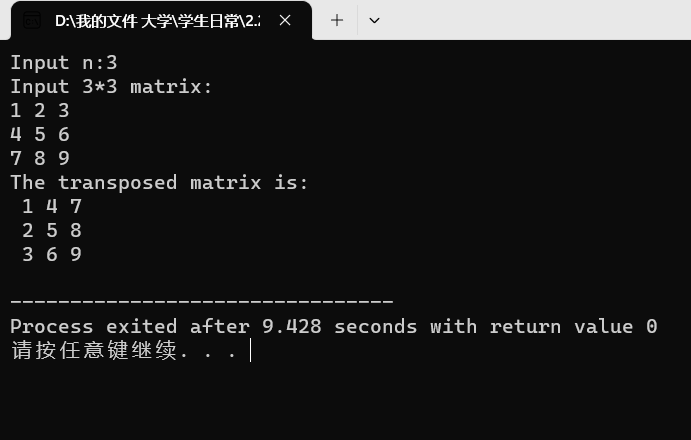 D:\我的文件 大学\学生日常\2.2
Input n:3
Input 3*3 matrix:
1 2 3
4 5 6
7 8 9
The transposed matrix is:
 1 4 7
 2 5 8
 3 6 9
--------------------------------
Process exited after 9.428 seconds with return value 0
请按任意键继续. . .